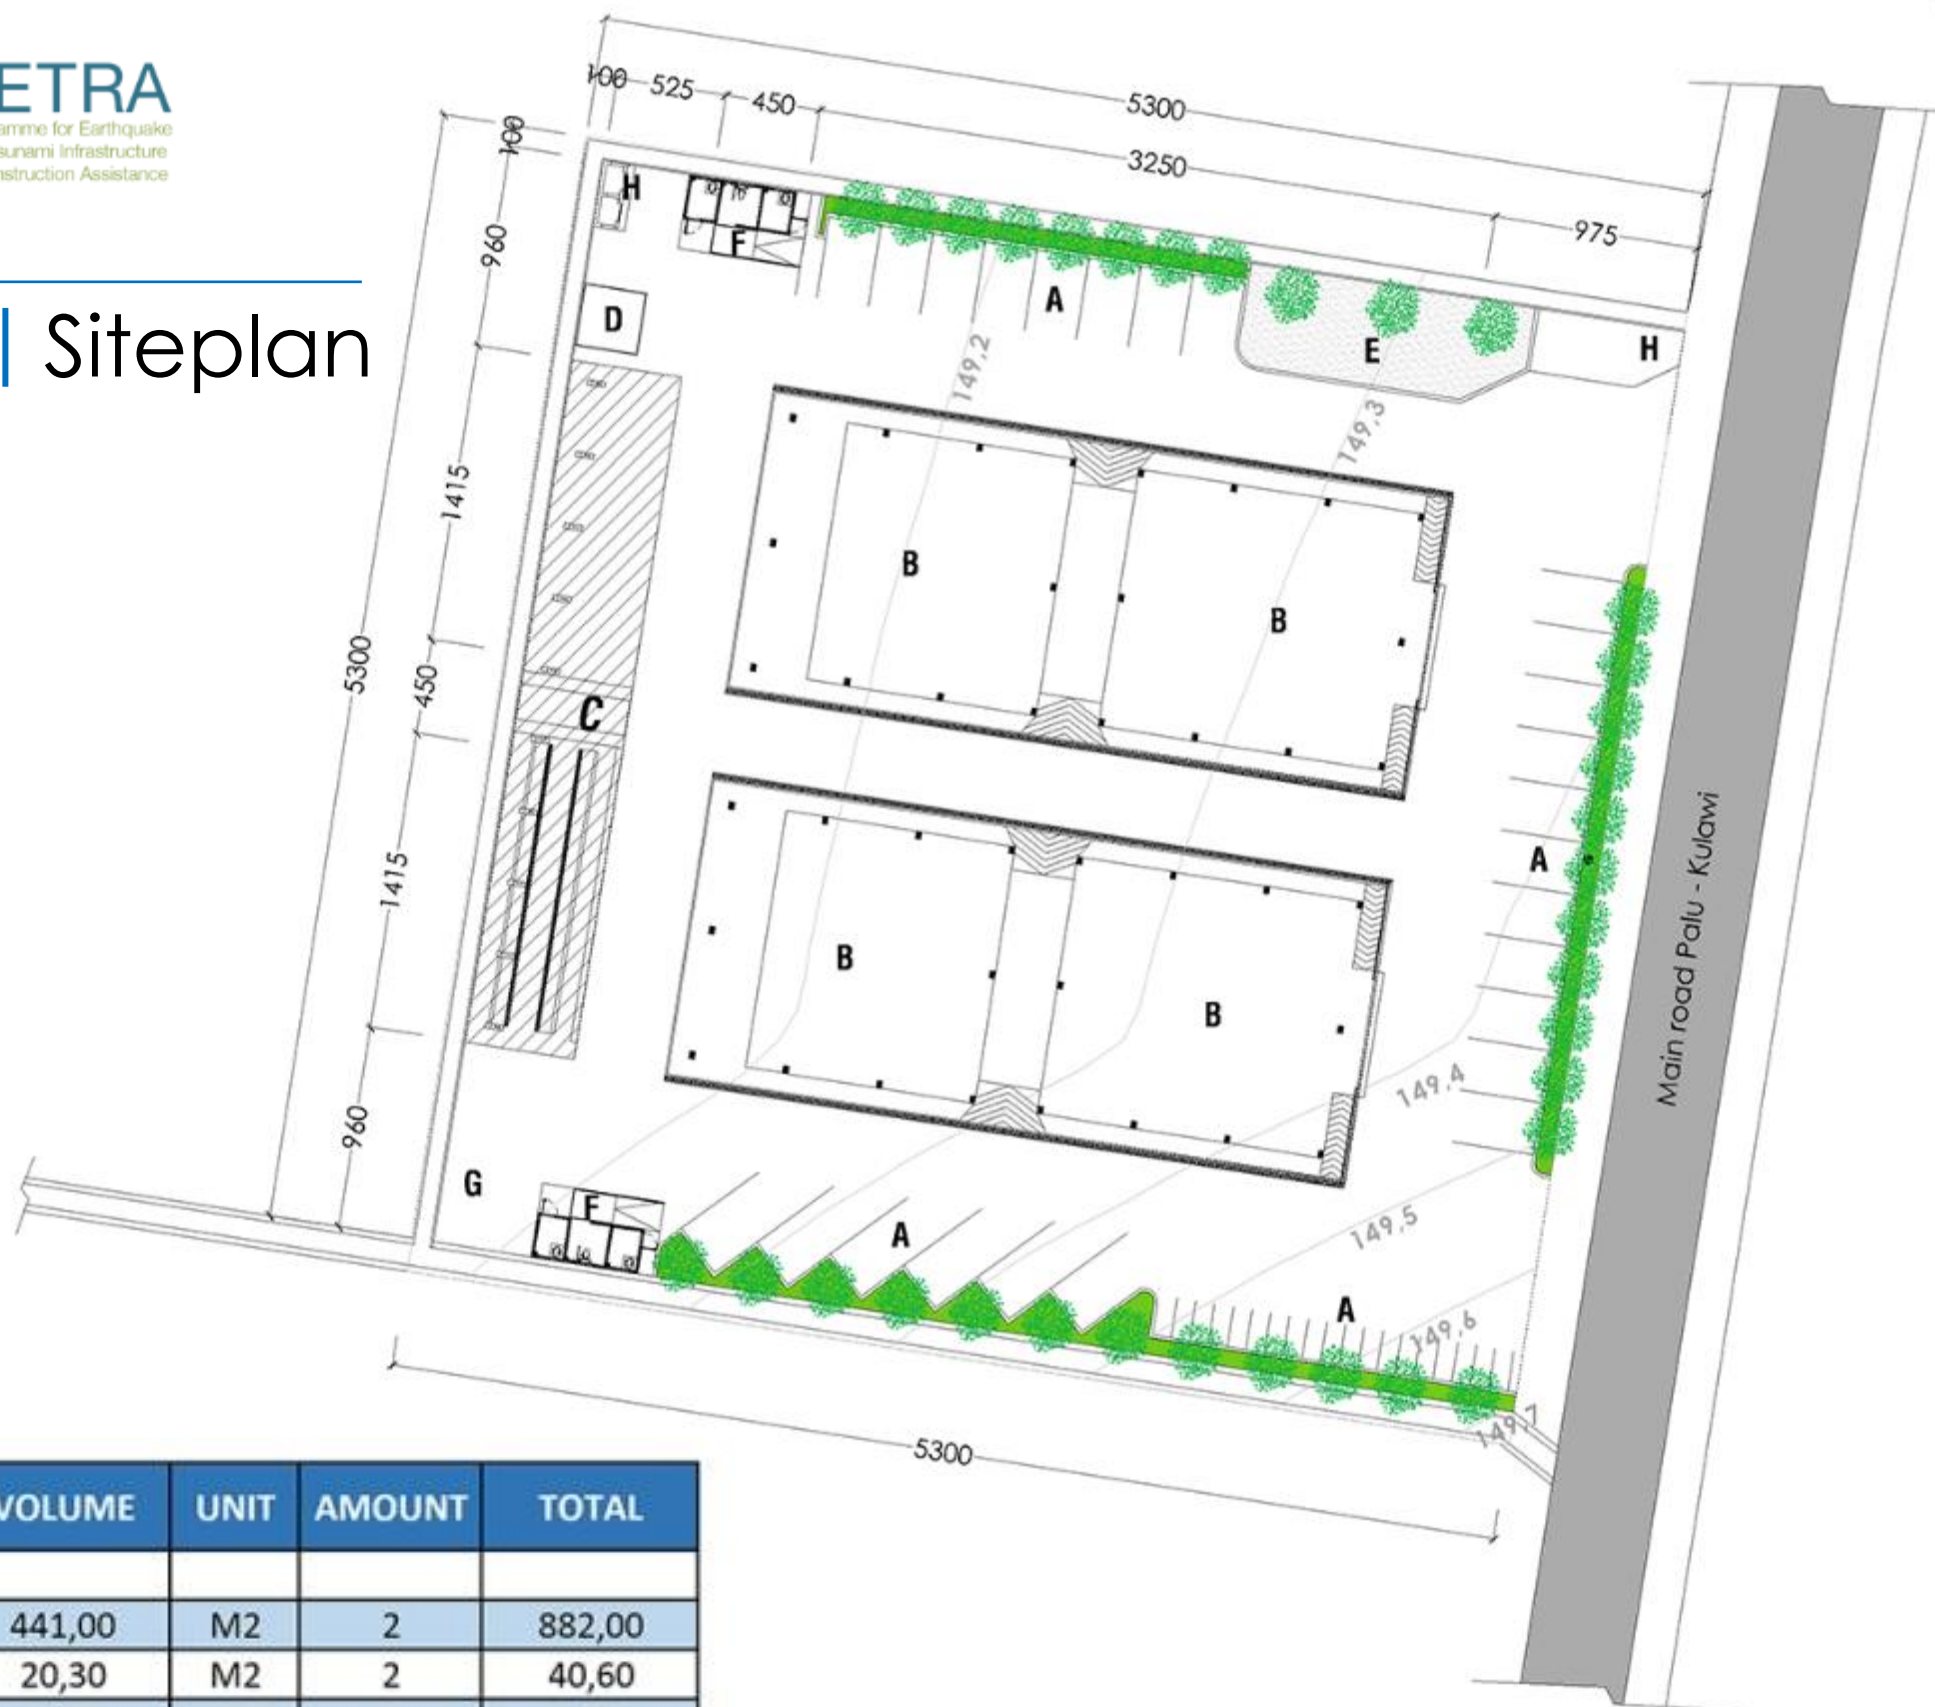 ETRA
amme for Earthquake
sunami Infrastructure
nstruction Assistance
Siteplan
100
525
450
5300
3250
975
100
960
1415
450
5300
1415
960
5300
H
F
D
A
E
H
149,2
149,3
B
B
C
A
B
B
149,4
G
F
A
149,5
A
149,6
149,7
Main road Palu - Kulawi
VOLUME UNIT AMOUNT TOTAL
441,00 M2 2 882,00
20,30 M2 2 40,60